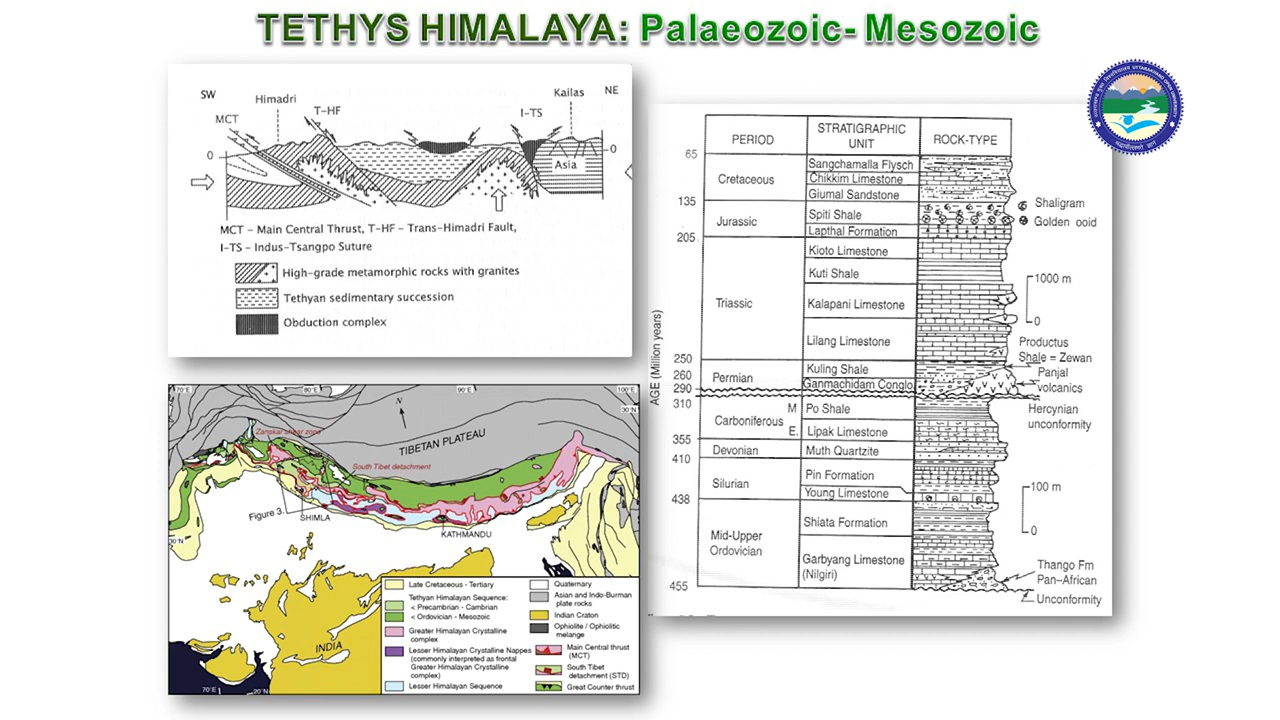 TETHYS HIMALAYA: Palaeozoic- Mesozoic
SW
Himadri
T-HF
Kailas
NE
MCT
I-TS
0
0
Asia
MCT – Main Central Thrust, T-HF – Trans-Himadri Fault,
I-TS – Indus-Tsangpo Suture
High-grade metamorphic rocks with granites
Tethyan sedimentary succession
Obduction complex
70°E
80°E
90°E
100°E
30°N
N
Zanskar shear zone
TIBETAN PLATEAU
South Tibet detachment
Figure 3.
SHIMLA
KATHMANDU
30°N
INDIA
70°E
20°N
Late Cretaceous - Tertiary
Tethyan Himalayan Sequence:
< Precambrian - Cambrian
< Ordovician - Mesozoic
Greater Himalayan Crystalline
complex
Lesser Himalayan Crystalline Nappes
(commonly interpreted as frontal
Greater Himalayan Crystalline
complex)
Lesser Himalayan Sequence
Quaternary
Asian and Indo-Burman
plate rocks
Indian Craton
Ophiolite / Ophiolitic
melange
Main Central thrust
(MCT)
South Tibet
detachment (STD)
Great Counter thrust
AGE (Million years)
PERIOD
STRATIGRAPHIC
UNIT
ROCK-TYPE
65
Cretaceous
Sangchamalla Flysch
Chikkim Limestone
Giumal Sandstone
135
Jurassic
Spiti Shale
Lapthal Formation
Shaligram
Golden ooid
205
Triassic
Kioto Limestone
Kuti Shale
Kalapani Limestone
Lilang Limestone
1000 m
0
Productus
Shale = Zewan
250
260
290
Permian
Kuling Shale
Ganmachidam Conglo
Panjal
volcanics
310
Hercynian
unconformity
Carboniferous
M
E.
Po Shale
Lipak Limestone
355
Devonian
Muth Quartzite
410
Silurian
Pin Formation
Young Limestone
438
100 m
0
Mid-Upper
Ordovician
Shiata Formation
Garbyang Limestone
(Nilgiri)
Thango Fm
Pan–African
Unconformity
455